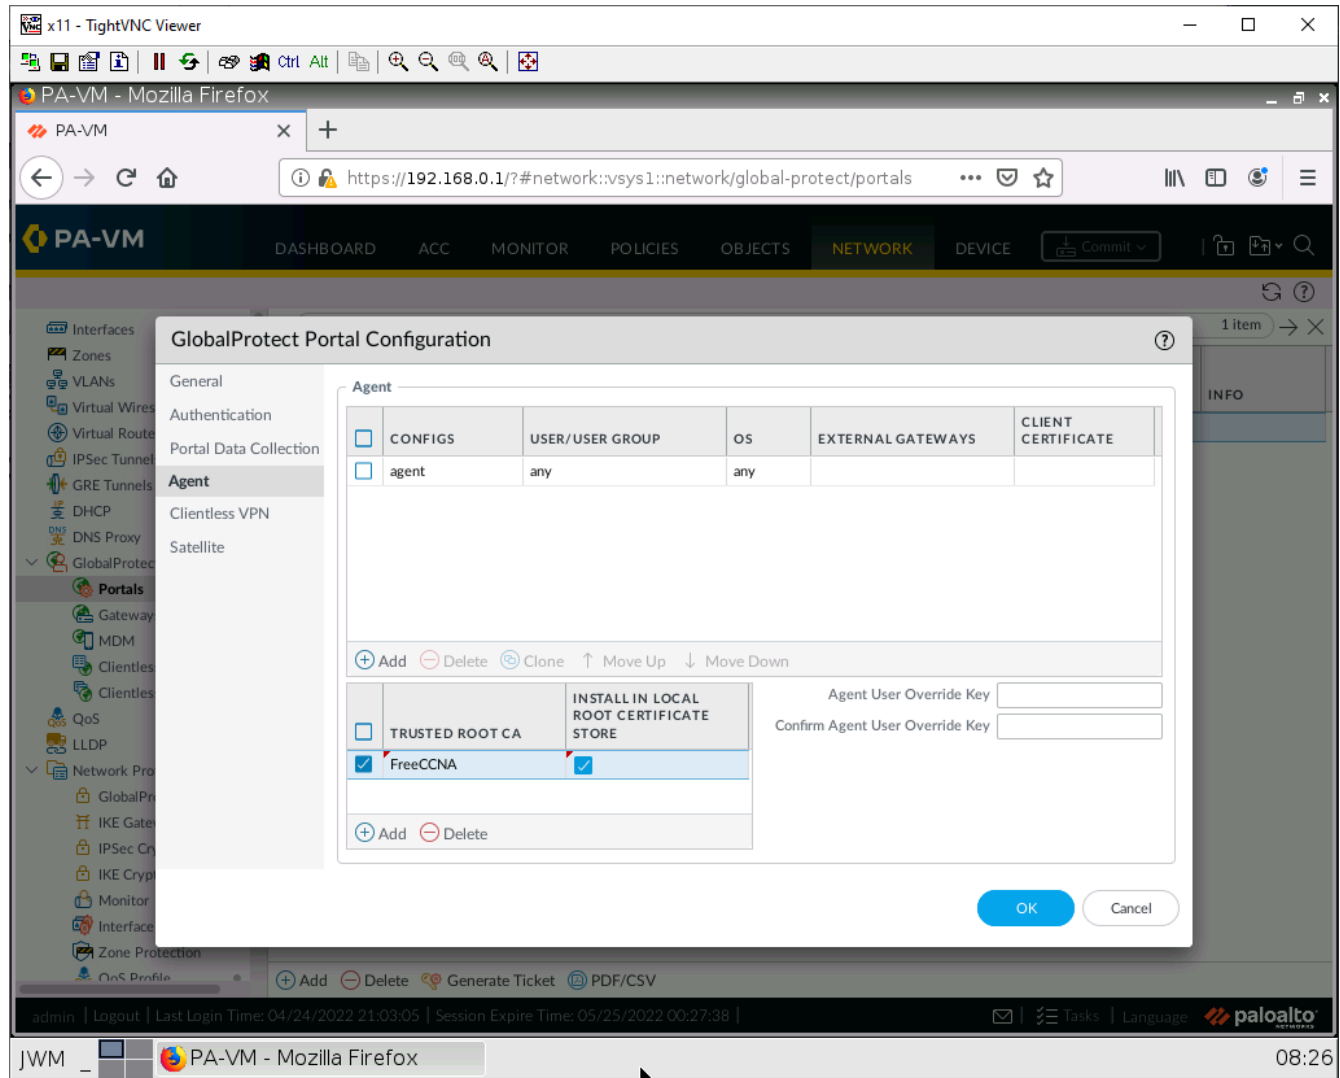 x11 - TightVNC Viewer
Ctrl Alt
PA-VM - Mozilla Firefox
PA-VM
https://192.168.0.1/?#network::vsys1::network/global-protect/portals
PA-VM
DASHBOARD ACC MONITOR POLICIES OBJECTS NETWORK DEVICE Commit
1 item
Interfaces
Zones
VLANs
Virtual Wires
Virtual Route
IPSec Tunnel
GRE Tunnels
DHCP
DNS Proxy
GlobalProtec
Portals
Gateway
MDM
Clientles
Clientles
QoS
LLDP
Network Pro
GlobalPr
IKE Gate
IPSec Cry
IKE Crypt
Monitor
Interface
Zone Protection
QoS Profile
INFO
GlobalProtect Portal Configuration
General
Authentication
Portal Data Collection
Agent
Clientless VPN
Satellite
Agent
CONFIGS USER/USER GROUP OS EXTERNAL GATEWAYS CLIENT CERTIFICATE
agent any any
Add Delete Clone Move Up Move Down
TRUSTED ROOT CA INSTALL IN LOCAL ROOT CERTIFICATE STORE
FreeCCNA
Add Delete
Agent User Override Key
Confirm Agent User Override Key
OK Cancel
Add Delete Generate Ticket PDF/CSV
admin | Logout | Last Login Time: 04/24/2022 21:03:05 | Session Expire Time: 05/25/2022 00:27:38 |
Tasks | Language paloalto NETWORKS
JWM _ PA-VM - Mozilla Firefox 08:26